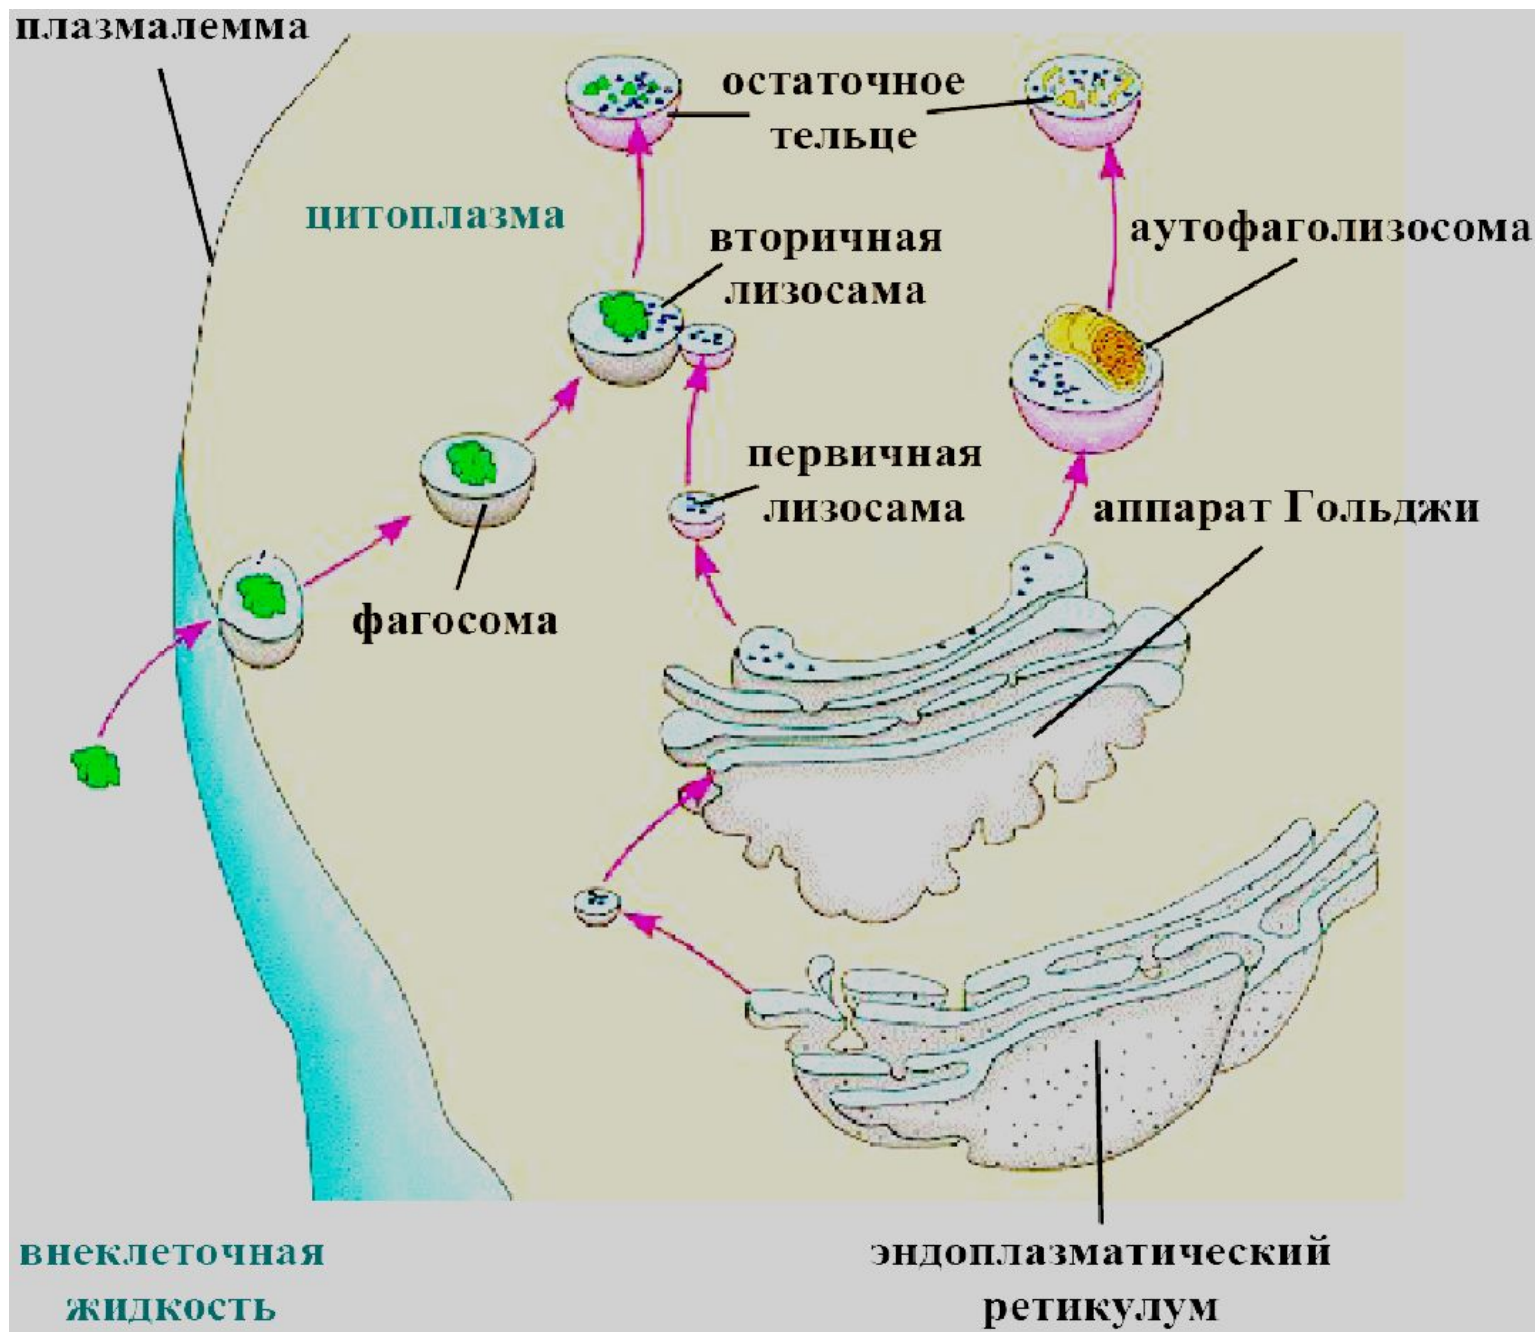 плазмалемма
остаточное
тельце
цитоплазма
вторичная
лизосама
аутофаголизосома
первичная
лизосама
аппарат Гольджи
фагосома
внеклеточная
жидкость
эндоплазматический
ретикулум